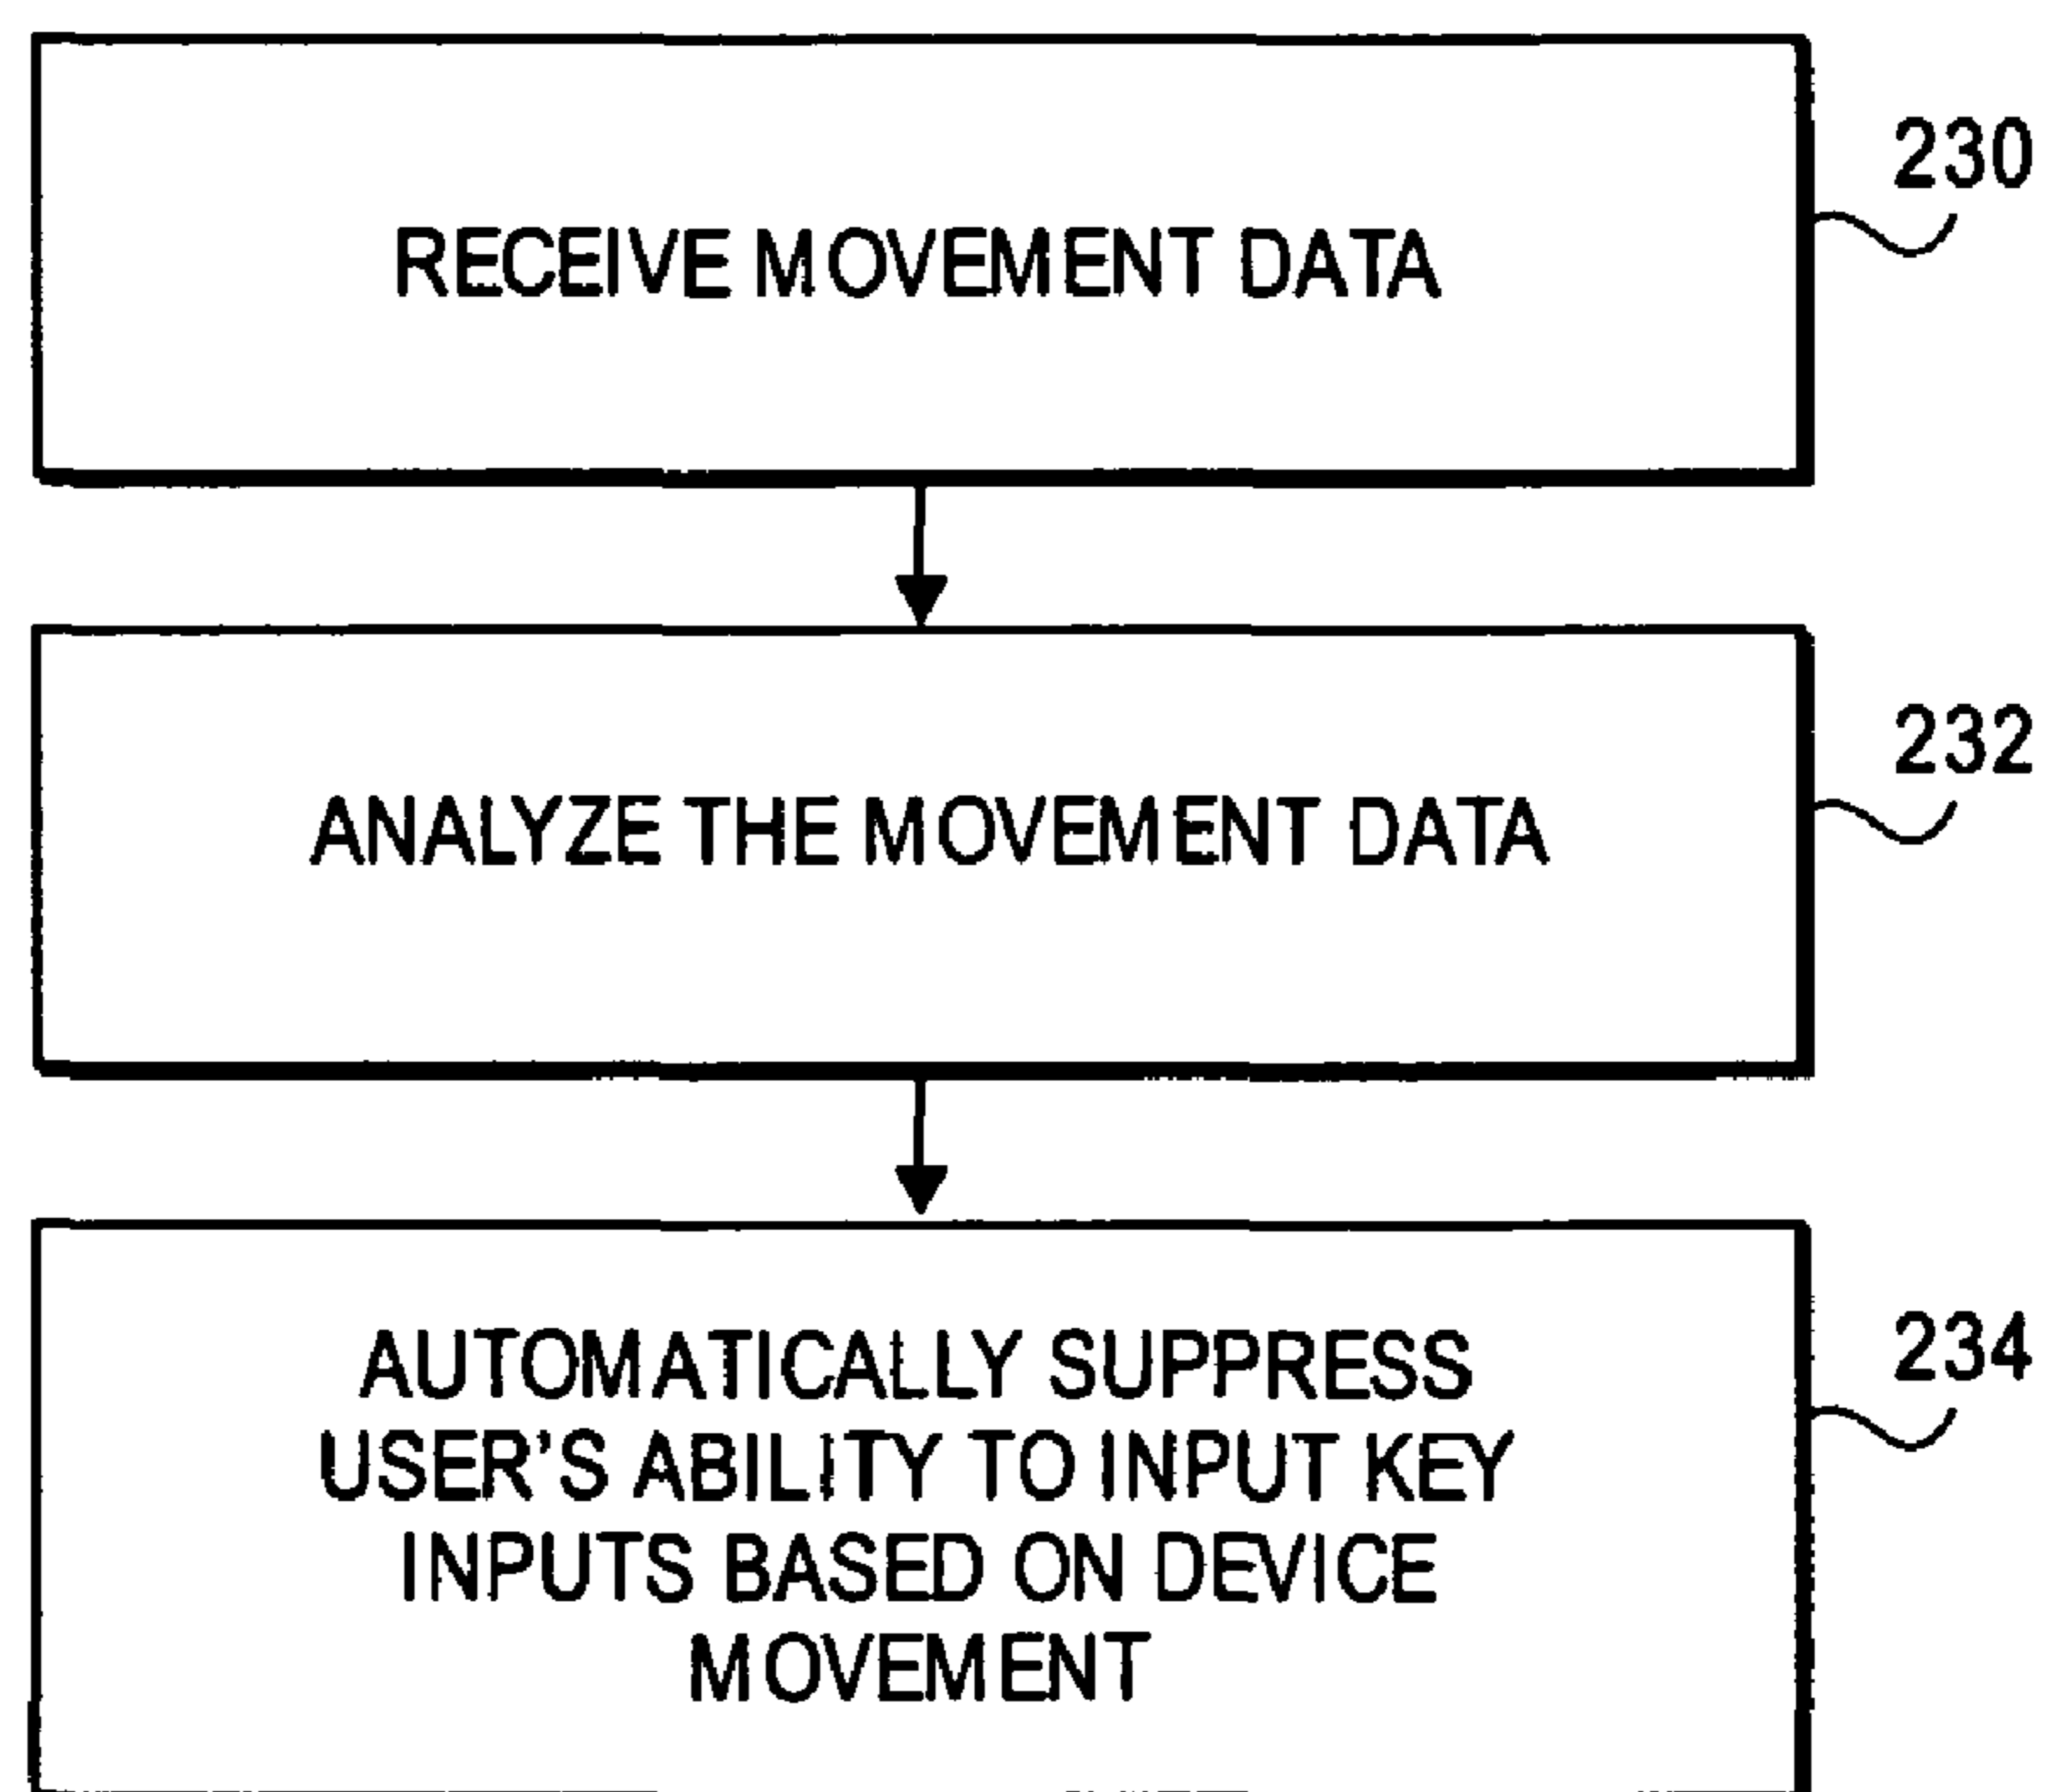 230
RECEIVE MOVEMENT DATA
232
ANALYZE THE MOVEMENT DATA
234
AUTOMATICALLY SUPPRESS
USER'S ABILITY TO INPUT KEY
INPUTS BASED ON DEVICE
MOVEMENT